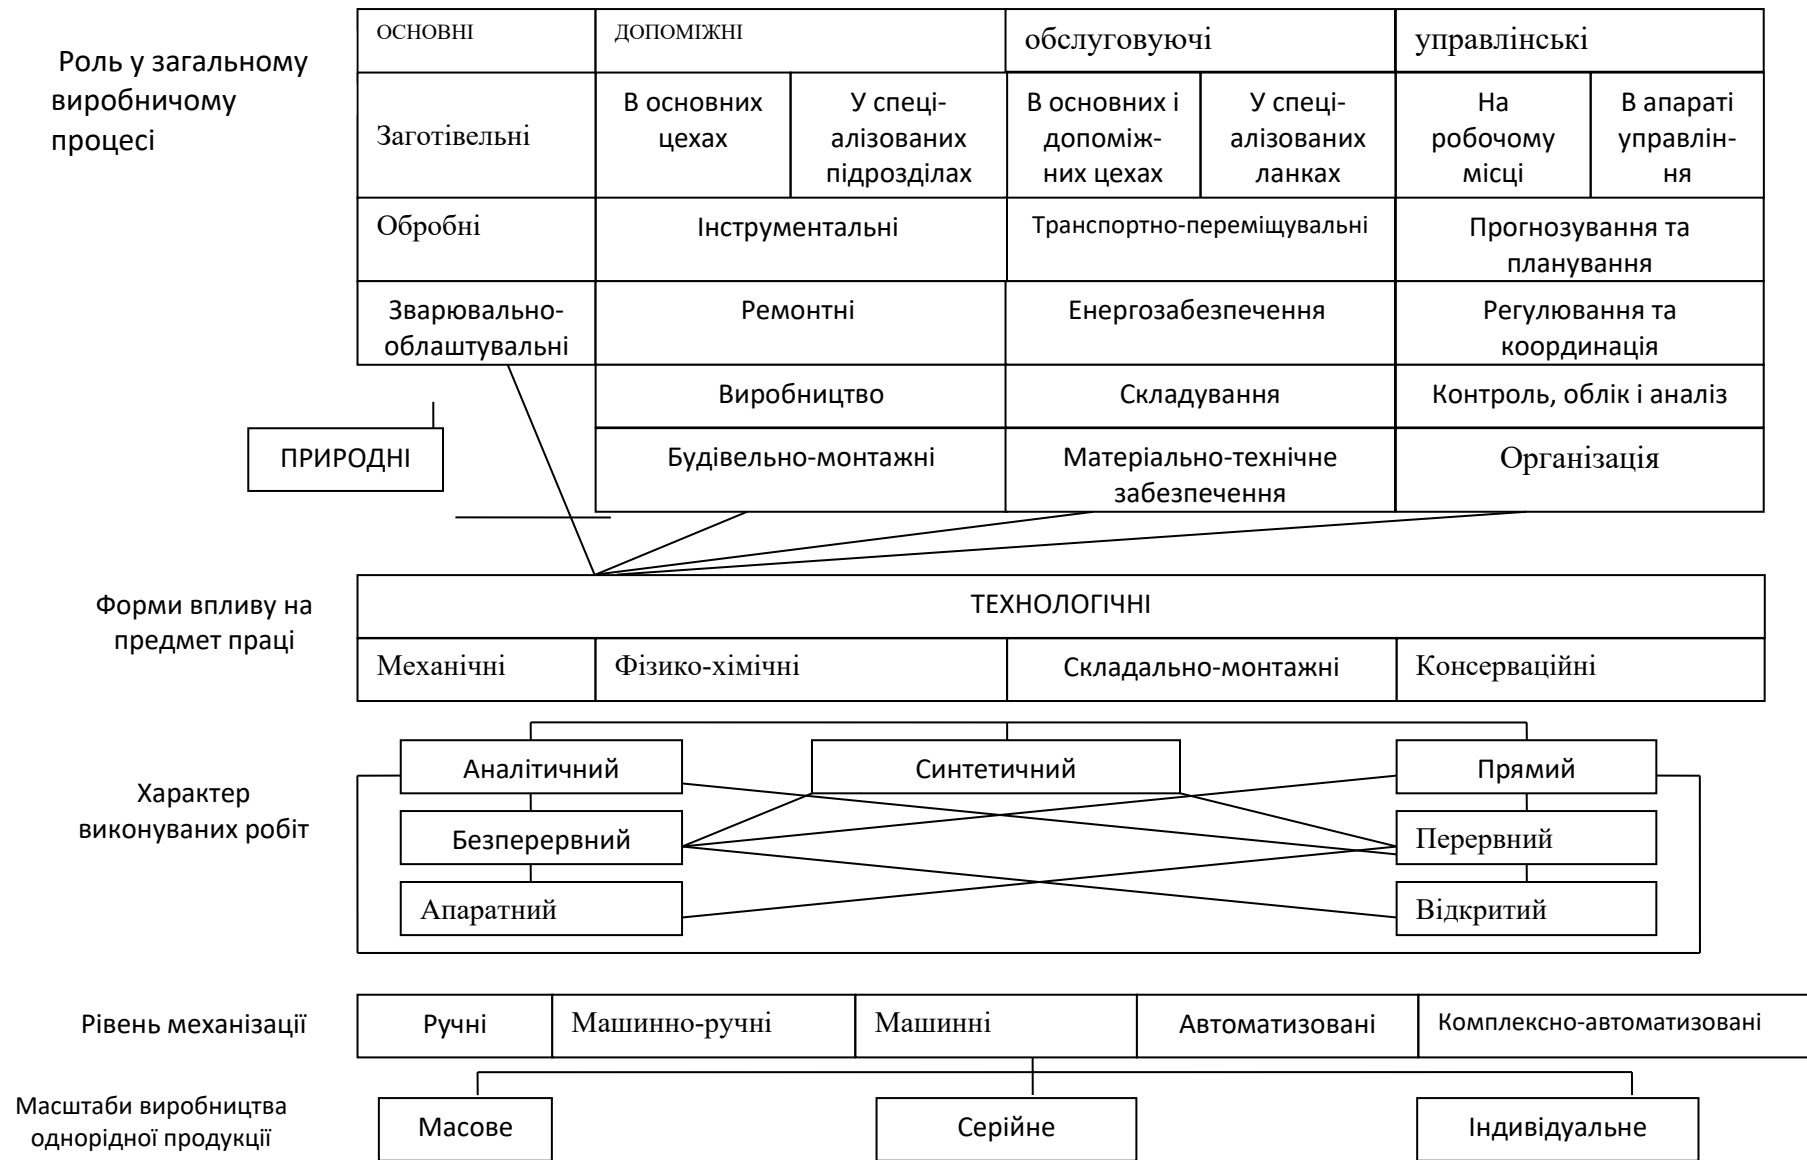 Роль у загальному
виробничому
процесі
ОСНОВНІ
ДОПОМІЖНІ
обслуговуючі
управлінські
Заготівельні
В основних
цехах
У спеці-
алізованих
підрозділах
В основних і
допоміж-
них цехах
У спеці-
алізованих
ланках
На
робочому
місці
В апараті
управлін-
ня
Обробні
Інструментальні
Транспортно-переміщувальні
Прогнозування та
планування
Зварювально-
облаштувальні
Ремонтні
Енергозабезпечення
Регулювання та
координація
Виробництво
Складування
Контроль, облік і аналіз
ПРИРОДНІ
Будівельно-монтажні
Матеріально-технічне
забезпечення
Організація
Форми впливу на
предмет праці
ТЕХНОЛОГІЧНІ
Механічні
Фізико-хімічні
Складально-монтажні
Консерваційні
Характер
виконуваних робіт
Аналітичний
Синтетичний
Прямий
Безперервний
Перервний
Апаратний
Відкритий
Рівень механізації
Ручні
Машинно-ручні
Машинні
Автоматизовані
Комплексно-автоматизовані
Масштаби виробництва
однорідної продукції
Масове
Серійне
Індивідуальне